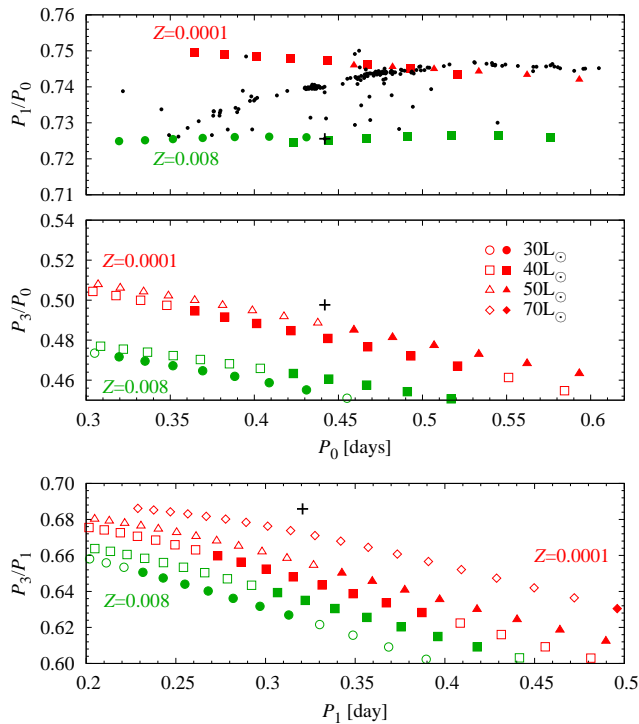 0.76
0.75
0.74
0.73
0.72
0.71
P₁/P₀
Z=0.0001
Z=0.008
0.54
0.52
0.50
0.48
0.46
P₃/P₀
Z=0.0001
Z=0.008
30L☉
40L☉
50L☉
70L☉
0.3 0.35 0.4 0.45 0.5 0.55 0.6
P₀ [days]
0.70
0.68
0.66
0.64
0.62
0.60
P₃/P₁
Z=0.0001
Z=0.008
0.2 0.25 0.3 0.35 0.4 0.45 0.5
P₁ [day]